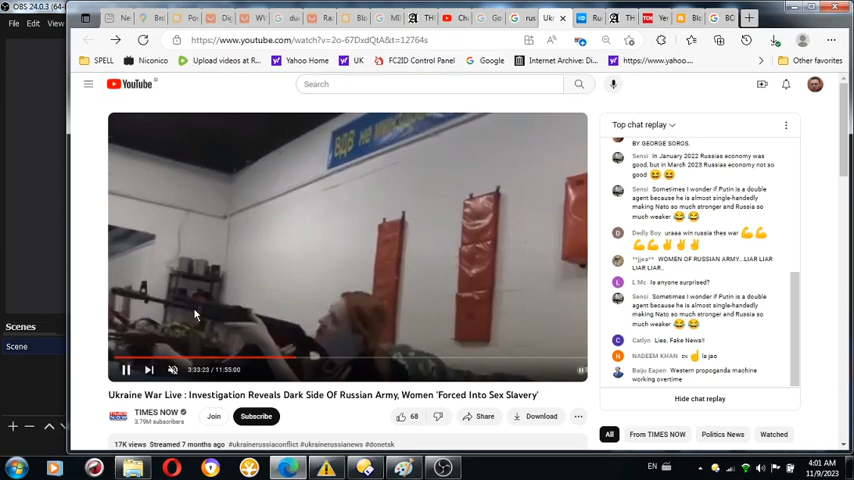 OBS 24.0.3 (64-
File Edit View
Scenes
Scene
https://www.youtube.com/watch?v=2o-67DxdQtA&t=12764s
SPELL Niconico Upload videos at R... Yahoo Home UK FC2ID Control Panel Google Internet Archive: Di... https://www.yahoo.... Other favorites
YouTube
Search
Top chat replay
ВДВ не
BY GEORGE SOROS.
Sensi In January 2022 Russias economy was
good, but in March 2023 Russias economy not so
good
Sensi Sometimes I wonder if Putin is a double
agent because he is almost single-handedly
making Nato so much stronger and Russia so
much weaker
Dedly Boy uraaa win russia thes war
**jjea** WOMEN OF RUSSIAN ARMY...LIAR LIAR
LIAR LIAR..
L Mc Is anyone surprised?
Sensi Sometimes I wonder if Putin is a double
agent because he is almost single-handedly
making Nato so much stronger and Russia so
much weaker
Catlyn Lies. Fake News!!
Baiju Eapen Western propaganda machine
working overtime
Hide chat replay
3:33:23 / 11:55:00
Ukraine War Live : Investigation Reveals Dark Side Of Russian Army, Women 'Forced Into Sex Slavery'
TIMES NOW
3.79M subscribers
Join
Subscribe
68
Share
Download
17K views Streamed 7 months ago #ukrainerussiaconflict #ukrainerussianews #donetsk
All From TIMES NOW Politics News Watched
EN
4:01 AM
11/9/2023